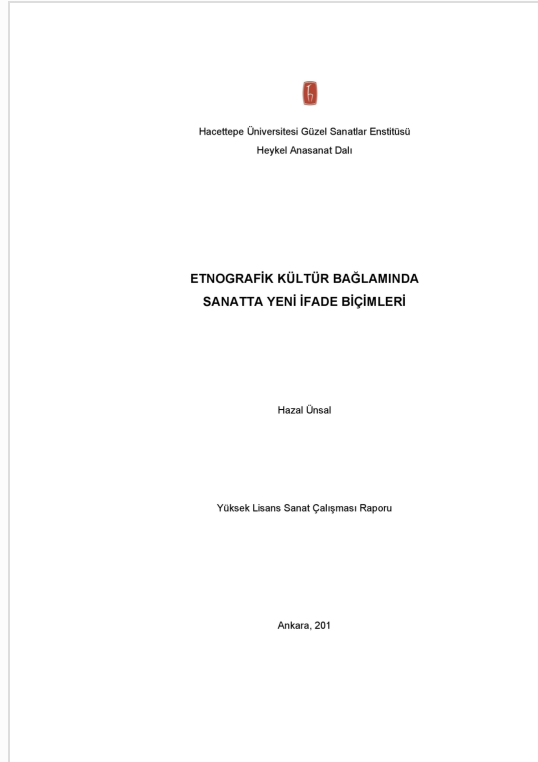 Hacettepe Üniversitesi Güzel Sanatlar Enstitüsü
Heykel Anasanat Dalı
ETNOGRAFİK KÜLTÜR BAĞLAMINDA
SANATTA YENİ İFADE BİÇİMLERİ
Hazal Ünsal
Yüksek Lisans Sanat Çalışması Raporu
Ankara, 201